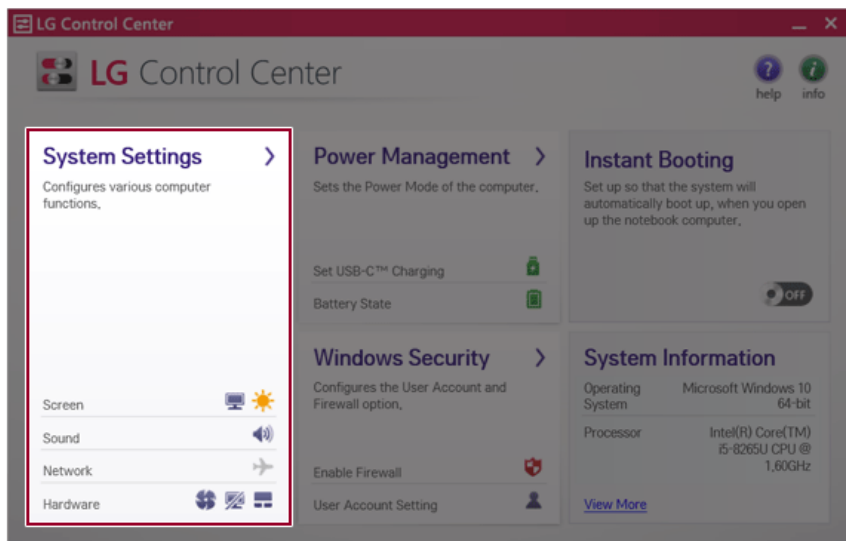 LG Control Center
LG Control Center
help info
System Settings
Configures various computer
functions,
Screen
Sound
Network
Hardware
Power Management
Sets the Power Mode of the computer,
Set USB-C™ Charging
Battery State
Instant Booting
Set up so that the system will
automatically boot up, when you open
up the notebook computer,
OFF
Windows Security
Configures the User Account and
Firewall option,
Enable Firewall
User Account Setting
System Information
Operating System Microsoft Windows 10 64-bit
Processor Intel(R) Core(TM)
i5-8265U CPU @
1,60GHz
View More